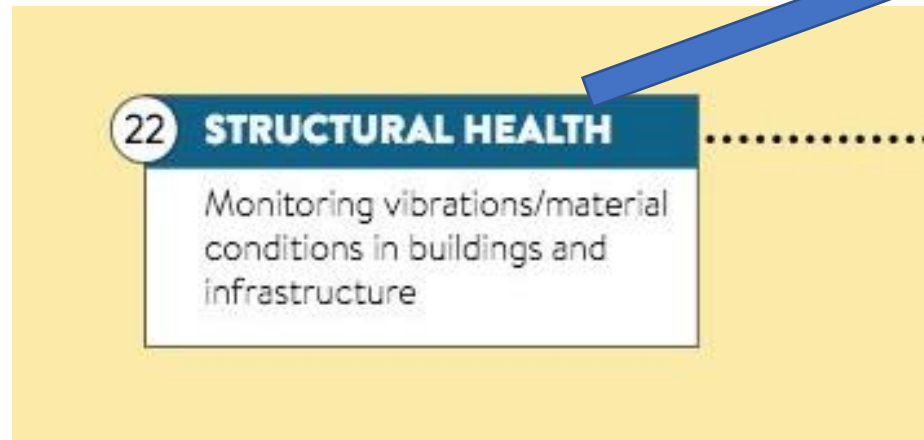 22 STRUCTURAL HEALTH
Monitoring vibrations/material
conditions in buildings and
infrastructure